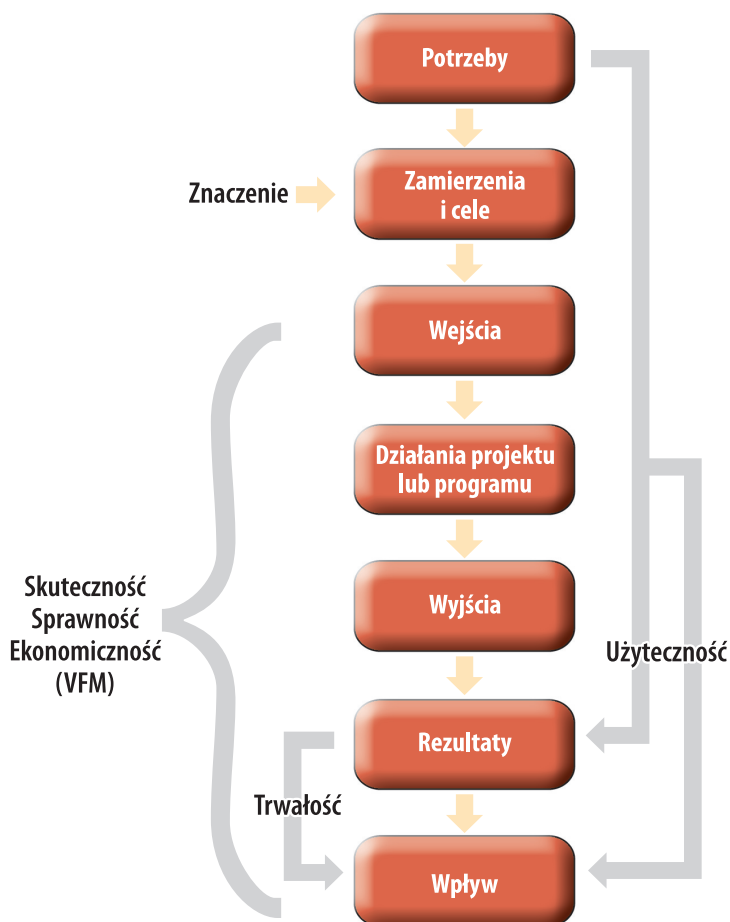 Potrzeby
Znaczenie
Zamierzenia
i cele
Wejścia
Działania projektu
lub programu
Skuteczność
Sprawność
Ekonomiczność
(VFM)
Wyjścia
Użyteczność
Rezultaty
Trwałość
Wpływ